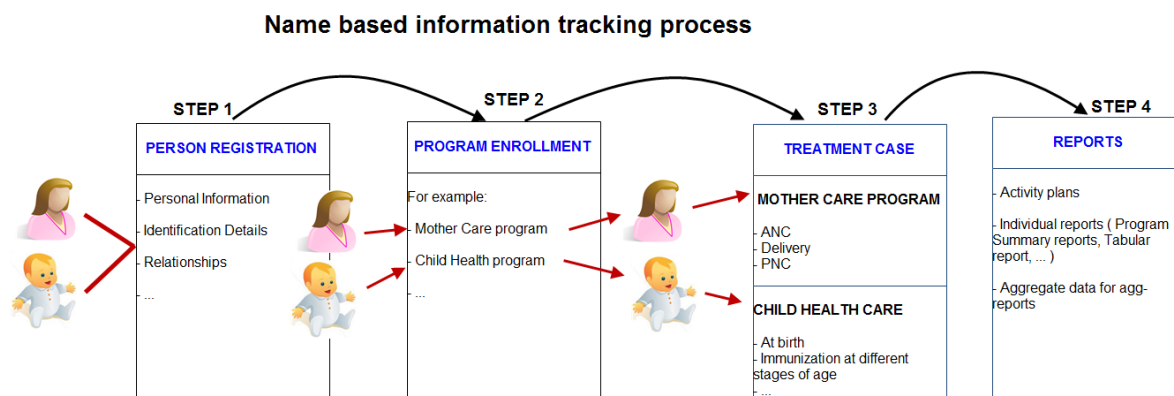 Name based information tracking process
STEP 1
PERSON REGISTRATION
- Personal Information
- Identification Details
- Relationships
- ...
STEP 2
PROGRAM ENROLLMENT
For example:
- Mother Care program
- Child Health program
- ...
STEP 3
TREATMENT CASE
MOTHER CARE PROGRAM
- ANC
- Delivery
- PNC
CHILD HEALTH CARE
- At birth
- Immunization at different
stages of age
- ...
STEP 4
REPORTS
- Activity plans
- Individual reports ( Program
Summary reports, Tabular
report, ... )
- Aggregate data for agg-
reports